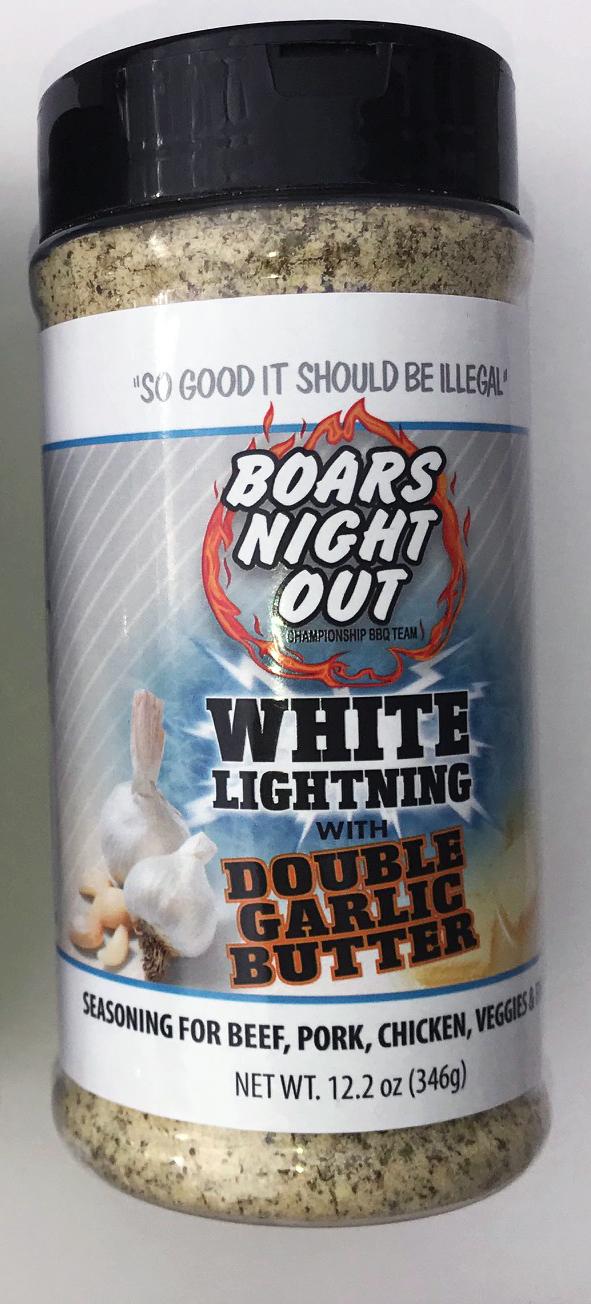 "SO GOOD IT SHOULD BE ILLEGAL"
BOARS
NIGHT
OUT
CHAMPIONSHIP BBQ TEAM
WHITE
LIGHTNING
WITH
DOUBLE
GARLIC
BUTTER
SEASONING FOR BEEF, PORK, CHICKEN, VEGGIES &
NET WT. 12.2 oz (346g)